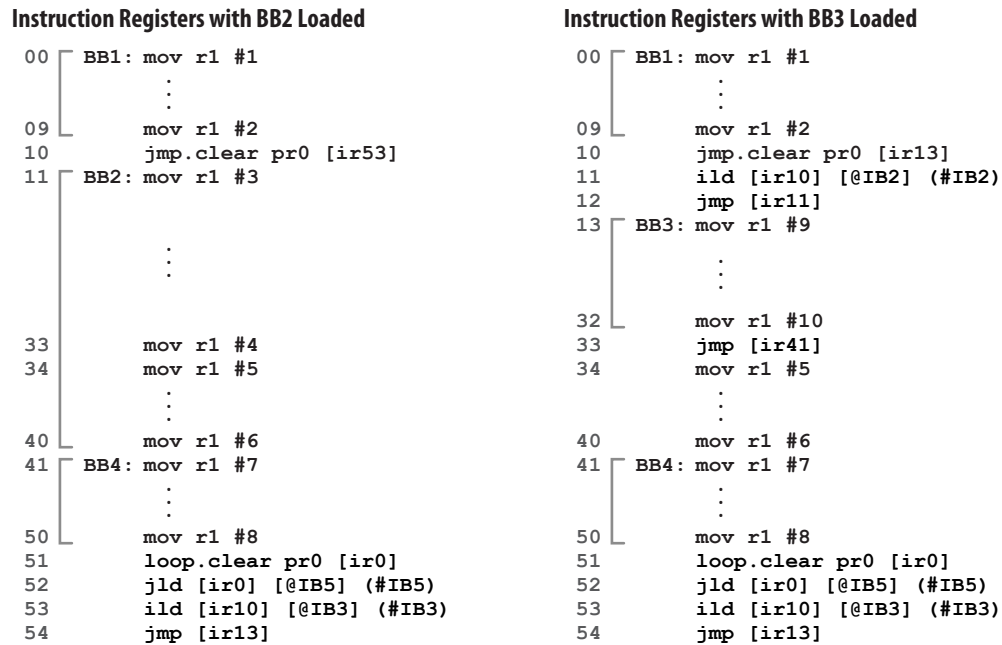 Instruction Registers with BB2 Loaded
00 BB1: mov r1 #1
.
.
.
09 mov r1 #2
10 jmp.clear pr0 [ir53]
11 BB2: mov r1 #3
.
.
.
33 mov r1 #4
34 mov r1 #5
.
.
.
40 mov r1 #6
41 BB4: mov r1 #7
.
.
.
50 mov r1 #8
51 loop.clear pr0 [ir0]
52 jld [ir0] [@IB5] (#IB5)
53 ild [ir10] [@IB3] (#IB3)
54 jmp [ir13]
Instruction Registers with BB3 Loaded
00 BB1: mov r1 #1
.
.
.
09 mov r1 #2
10 jmp.clear pr0 [ir13]
11 ild [ir10] [@IB2] (#IB2)
12 jmp [ir11]
13 BB3: mov r1 #9
.
.
.
32 mov r1 #10
33 jmp [ir41]
34 mov r1 #5
.
.
.
40 mov r1 #6
41 BB4: mov r1 #7
.
.
.
50 mov r1 #8
51 loop.clear pr0 [ir0]
52 jld [ir0] [@IB5] (#IB5)
53 ild [ir10] [@IB3] (#IB3)
54 jmp [ir13]